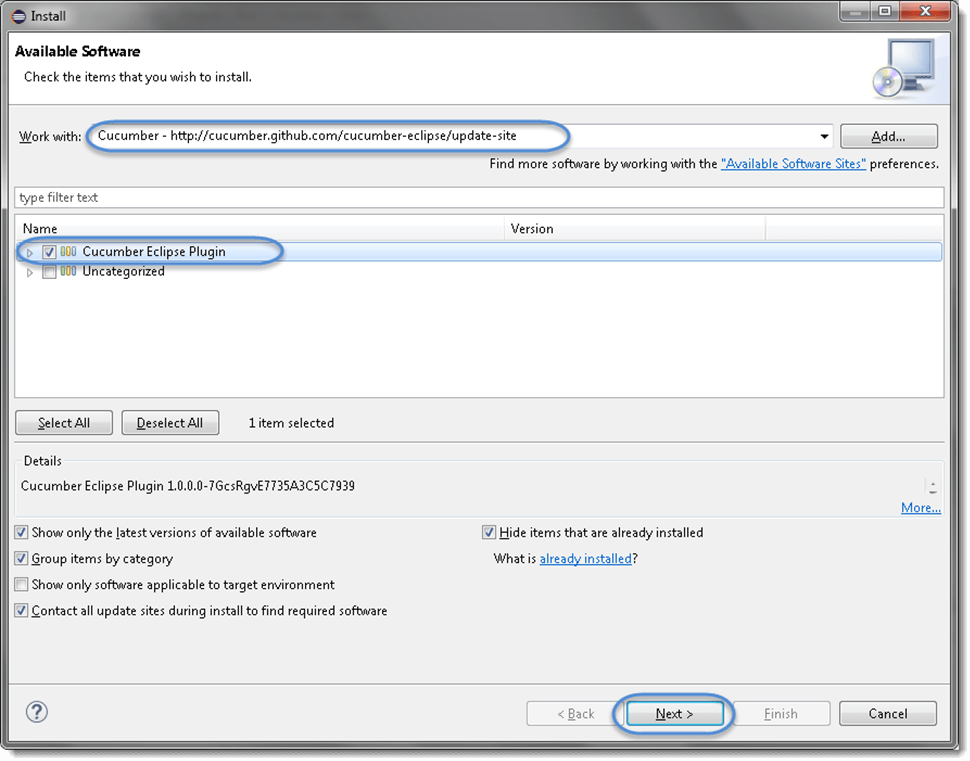 Install
Available Software
Check the items that you wish to install.
Work with: Cucumber - http://cucumber.github.com/cucumber-eclipse/update-site Add...
Find more software by working with the "Available Software Sites" preferences.
type filter text
Name Version
Cucumber Eclipse Plugin
Uncategorized
Select All Deselect All 1 item selected
Details
Cucumber Eclipse Plugin 1.0.0.0-7GcsRgvE7735A3C5C7939
More...
Show only the latest versions of available software Hide items that are already installed
Group items by category What is already installed?
Show only software applicable to target environment
Contact all update sites during install to find required software
? < Back Next > Finish Cancel